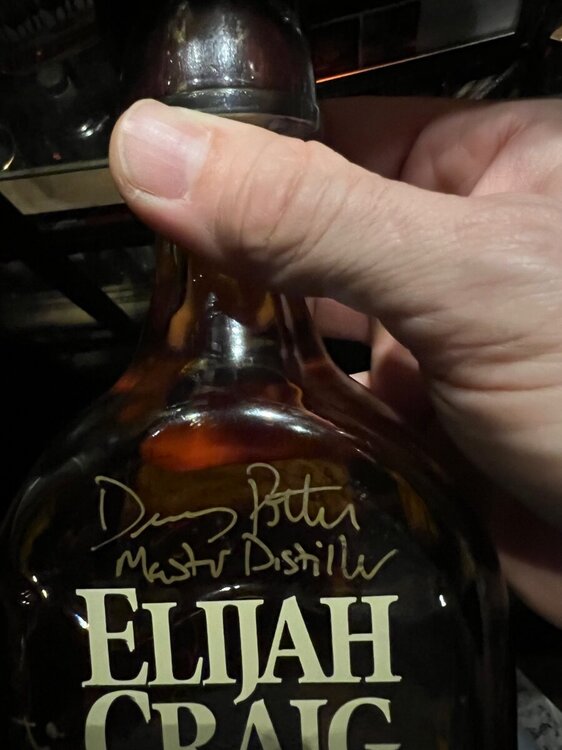 Denny Potter
Master Distiller
ELIJAH
CRAIG